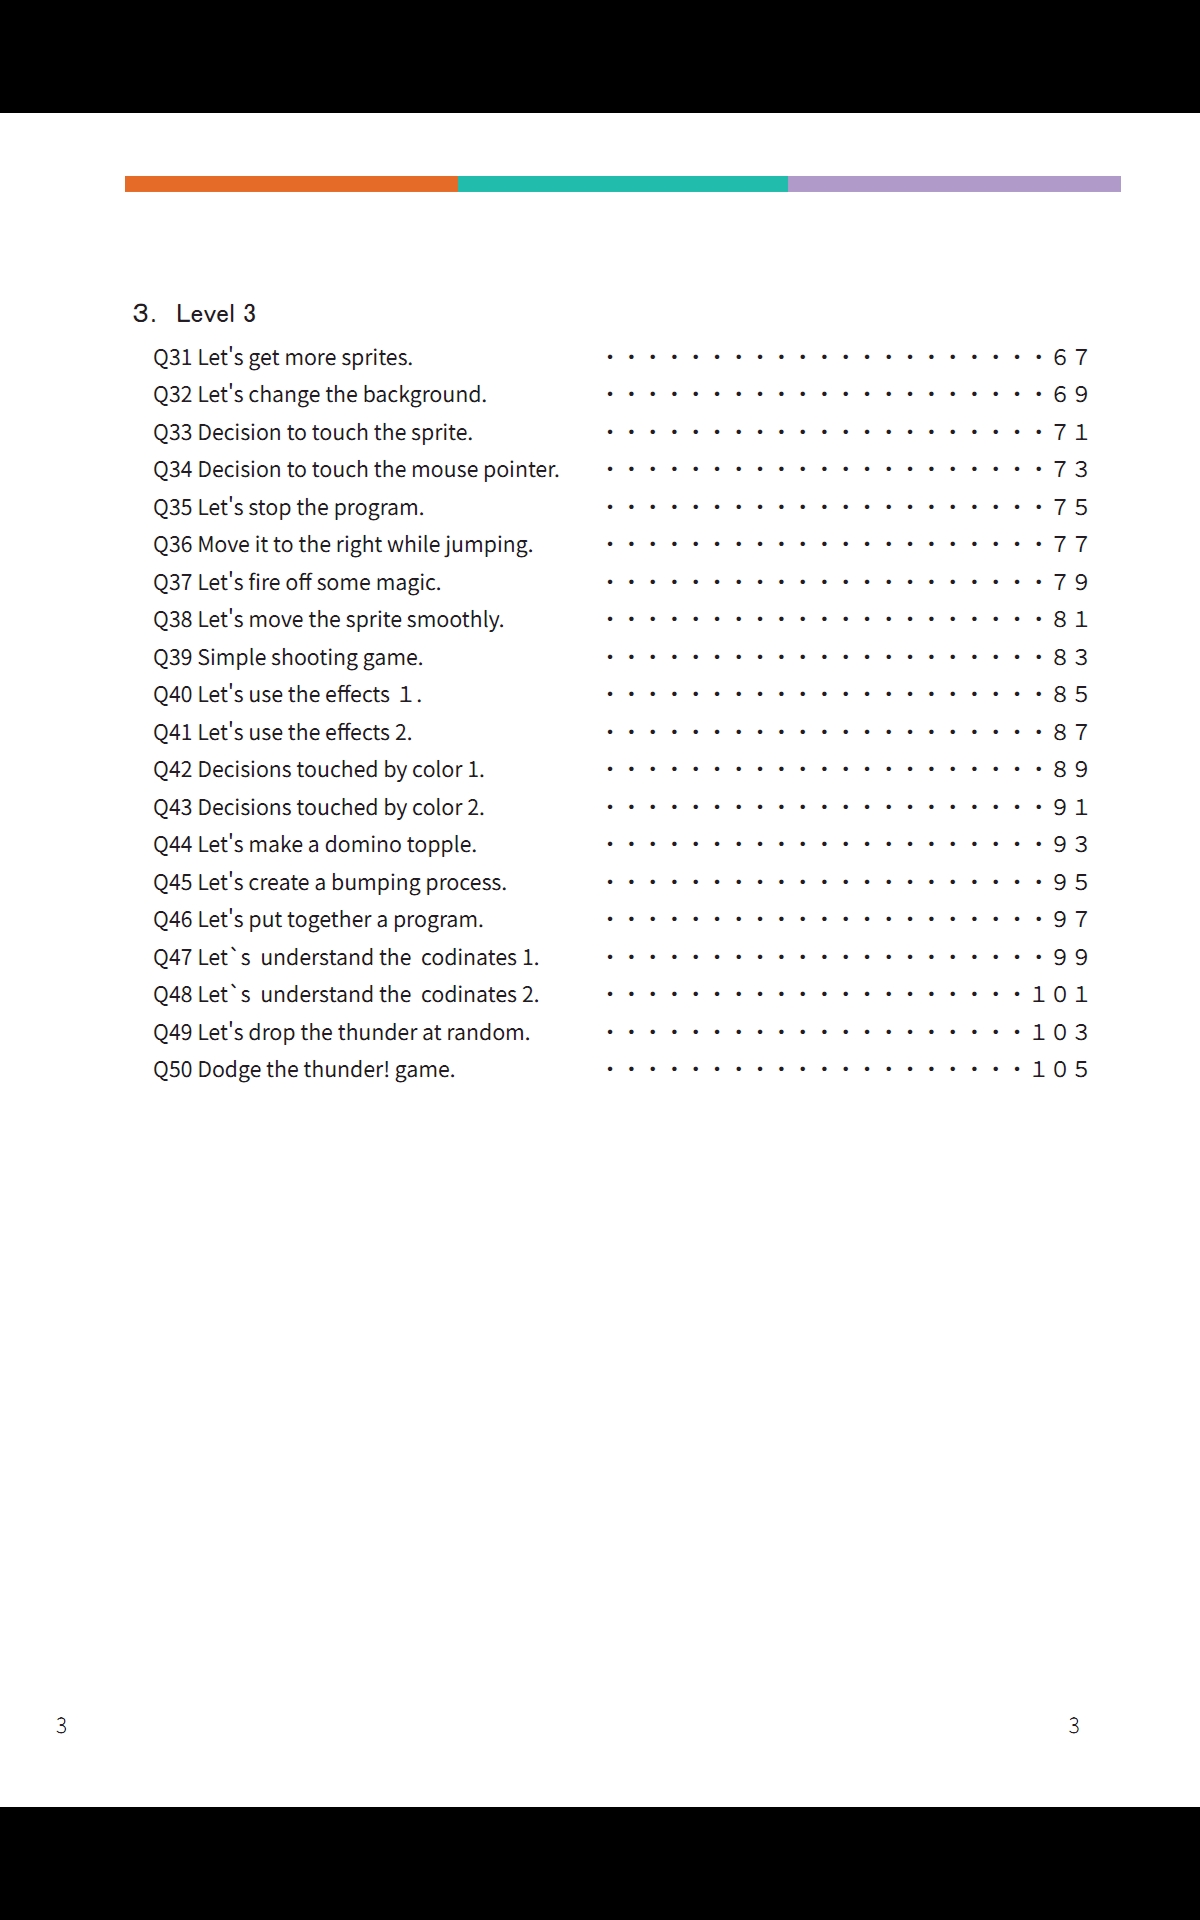 3. Level 3
Q31 Let's get more sprites. ・・・・・・・・・・・・・・・・・・・・・67
Q32 Let's change the background. ・・・・・・・・・・・・・・・・・・・・・69
Q33 Decision to touch the sprite. ・・・・・・・・・・・・・・・・・・・・・71
Q34 Decision to touch the mouse pointer. ・・・・・・・・・・・・・・・・・・・・・73
Q35 Let's stop the program. ・・・・・・・・・・・・・・・・・・・・・75
Q36 Move it to the right while jumping. ・・・・・・・・・・・・・・・・・・・・・77
Q37 Let's fire off some magic. ・・・・・・・・・・・・・・・・・・・・・79
Q38 Let's move the sprite smoothly. ・・・・・・・・・・・・・・・・・・・・・81
Q39 Simple shooting game. ・・・・・・・・・・・・・・・・・・・・・83
Q40 Let's use the effects 1. ・・・・・・・・・・・・・・・・・・・・・85
Q41 Let's use the effects 2. ・・・・・・・・・・・・・・・・・・・・・87
Q42 Decisions touched by color 1. ・・・・・・・・・・・・・・・・・・・・・89
Q43 Decisions touched by color 2. ・・・・・・・・・・・・・・・・・・・・・91
Q44 Let's make a domino topple. ・・・・・・・・・・・・・・・・・・・・・93
Q45 Let's create a bumping process. ・・・・・・・・・・・・・・・・・・・・・95
Q46 Let's put together a program. ・・・・・・・・・・・・・・・・・・・・・97
Q47 Let`s understand the codinates 1. ・・・・・・・・・・・・・・・・・・・・・99
Q48 Let`s understand the codinates 2. ・・・・・・・・・・・・・・・・・・・・101
Q49 Let's drop the thunder at random. ・・・・・・・・・・・・・・・・・・・・103
Q50 Dodge the thunder! game. ・・・・・・・・・・・・・・・・・・・・105
3 3